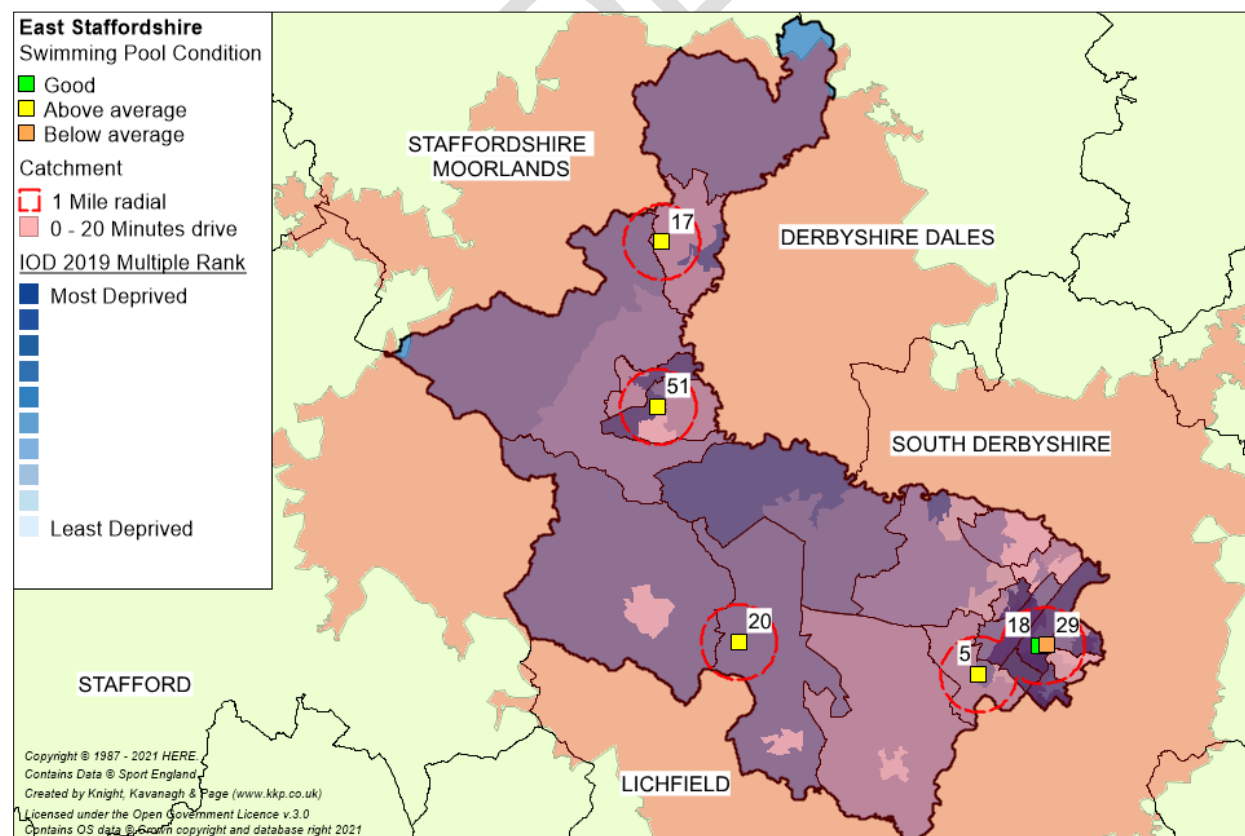 East Staffordshire
Swimming Pool Condition
Good
Above average
Below average
Catchment
1 Mile radial
0 - 20 Minutes drive
IOD 2019 Multiple Rank
Most Deprived
Least Deprived
STAFFORDSHIRE
MOORLANDS
17
DERBYSHIRE DALES
51
SOUTH DERBYSHIRE
20
18
29
5
STAFFORD
LICHFIELD
Copyright © 1987 - 2021 HERE.
Contains Data © Sport England
Created by Knight, Kavanagh & Page (www.kkp.co.uk)
Licensed under the Open Government Licence v.3.0
Contains OS data © Crown copyright and database right 2021